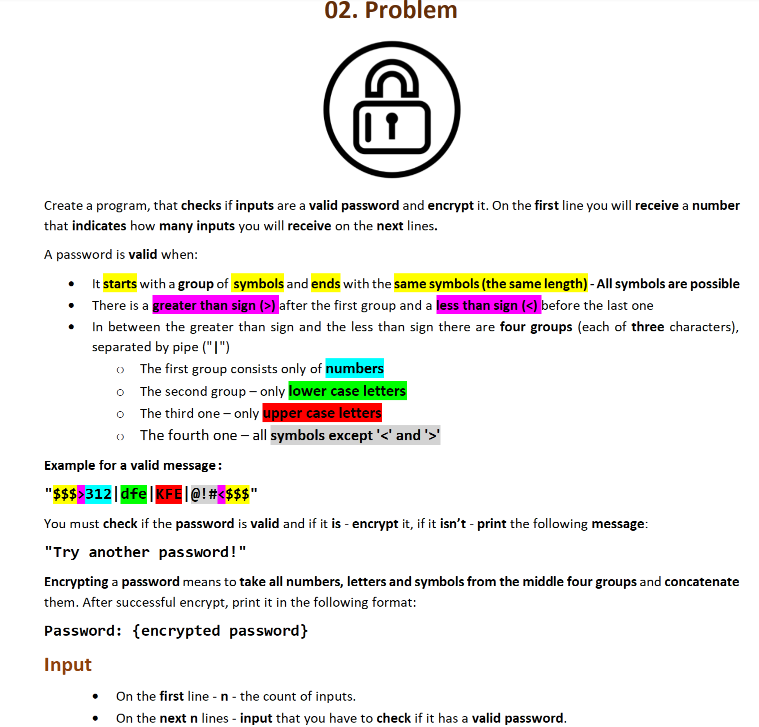 02. Problem
Create a program, that checks if inputs are a valid password and encrypt it. On the first line you will receive a number
that indicates how many inputs you will receive on the next lines.
A password is valid when:
• It starts with a group of symbols and ends with the same symbols (the same length) - All symbols are possible
• There is a greater than sign (>) after the first group and a less than sign (<) before the last one
• In between the greater than sign and the less than sign there are four groups (each of three characters),
separated by pipe ("|")
o The first group consists only of numbers
o The second group – only lower case letters
o The third one – only upper case letters
o The fourth one – all symbols except '<' and '>'
Example for a valid message:
"$$$>312|dfe|KFE|@!#<$$$"
You must check if the password is valid and if it is - encrypt it, if it isn't - print the following message:
"Try another password!"
Encrypting a password means to take all numbers, letters and symbols from the middle four groups and concatenate
them. After successful encrypt, print it in the following format:
Password: {encrypted password}
Input
• On the first line - n - the count of inputs.
• On the next n lines - input that you have to check if it has a valid password.